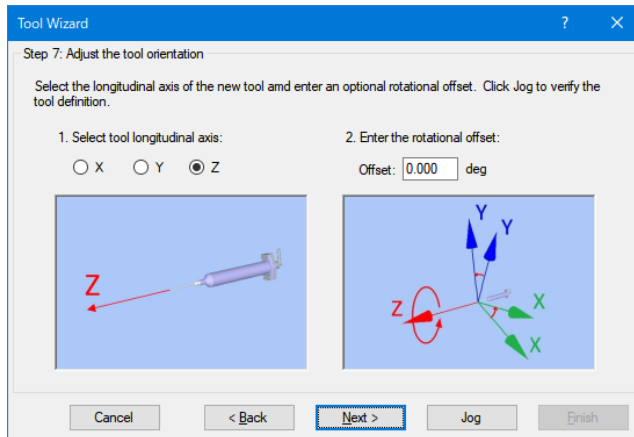 Tool Wizard ? ×
Step 7: Adjust the tool orientation
Select the longitudinal axis of the new tool amd enter an optional rotational offset. Click Jog to verify the
tool definition.
1. Select tool longitudinal axis:
X Y Z
2. Enter the rotational offset:
Offset: 0.000 deg
Z
Y
Y
Z
X
X
Cancel < Back Next > Jog Finish